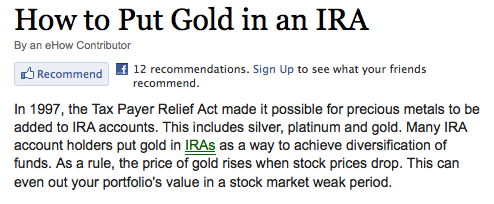 How to Put Gold in an IRA
By an eHow Contributor
Recommend 12 recommendations. Sign Up to see what your friends
recommend.
In 1997, the Tax Payer Relief Act made it possible for precious metals to be
added to IRA accounts. This includes silver, platinum and gold. Many IRA
account holders put gold in IRAs as a way to achieve diversification of
funds. As a rule, the price of gold rises when stock prices drop. This can
even out your portfolio's value in a stock market weak period.